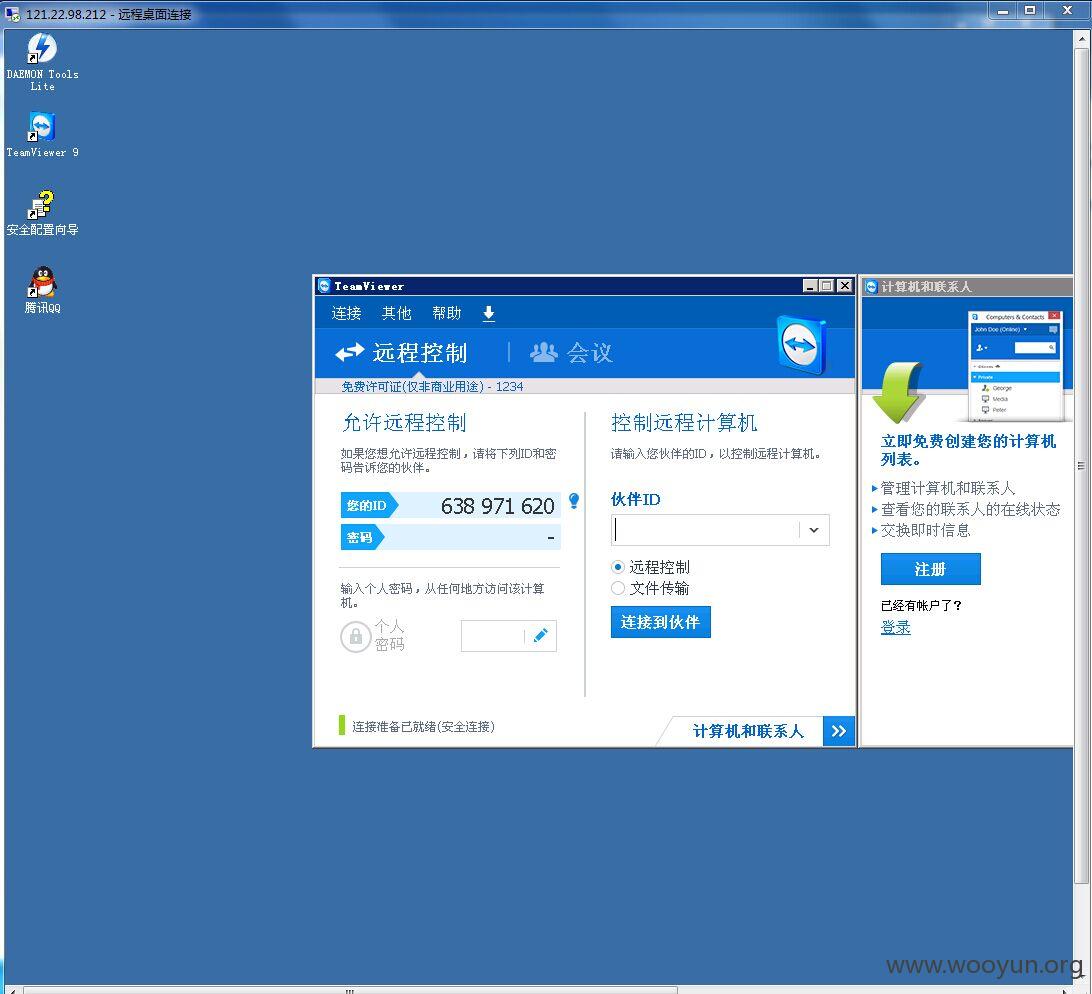 121.22.98.212 - 远程桌面连接
DAEMON Tools
Lite
TeamViewer 9
安全配置向导
腾讯QQ
TeamViewer
连接 其他 帮助
远程控制 会议
免费许可证(仅非商业用途) - 1234
允许远程控制
如果您想允许远程控制，请将下列ID和密
码告诉您的伙伴。
您的ID 638 971 620
密码 -
输入个人密码，从任何地方访问该计算
机。
个人
密码
连接准备已就绪(安全连接)
控制远程计算机
请输入您伙伴的ID，以控制远程计算机。
伙伴ID
远程控制
文件传输
连接到伙伴
计算机和联系人
计算机和联系人
Computers & Contacts
John Doe (Online)
Private
George
Media
Peter
立即免费创建您的计算机
列表。
管理计算机和联系人
查看您的联系人的在线状态
交换即时信息
注册
已经有帐户了?
登录
www.wooyun.org